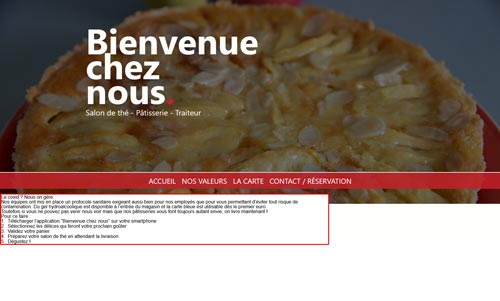 Bienvenue
chez
nous.
Salon de thé - Pâtisserie - Traiteur
ACCUEIL NOS VALEURS LA CARTE CONTACT / RÉSERVATION
Le covid ? Nous on gère
Nos équipes ont mis en place un protocole sanitaire exigeant aussi bien pour nos employés que pour vous permettant d'éviter tout risque de
contamination. Du gel hydroalcoolique est disponible à l'entrée du magasin et la carte bleue est utilisable dès le premier euro
Toutefois si vous ne pouvez pas venir nous voir mais que nos pâtisseries vous font toujours autant envie, on livre maintenant !
Pour ce faire :
1. Télécharger l'application "Bienvenue chez nous" sur votre smartphone
2. Sélectionnez les délices qui feront votre prochain goûter
3. Validez votre panier
4. Préparez votre salon de thé en attendant la livraison
5. Dégustez !